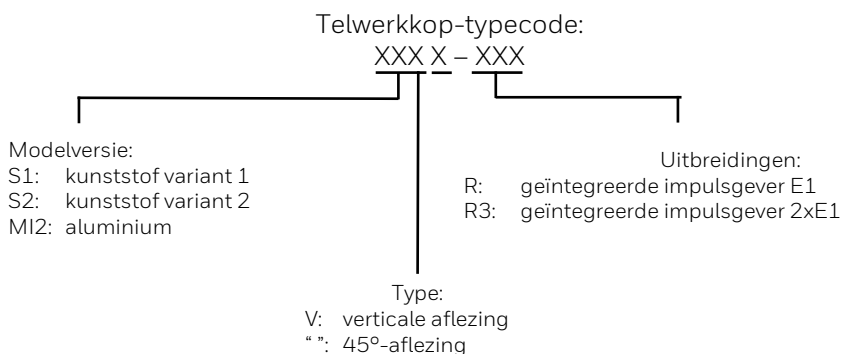 Telwerkkop-typecode:
XXX X – XXX
Modelversie:
S1: kunststof variant 1
S2: kunststof variant 2
MI2: aluminium
Uitbreidingen:
R: geïntegreerde impulsgever E1
R3: geïntegreerde impulsgever 2xE1
Type:
V: verticale aflezing
“ ”: 45°-aflezing